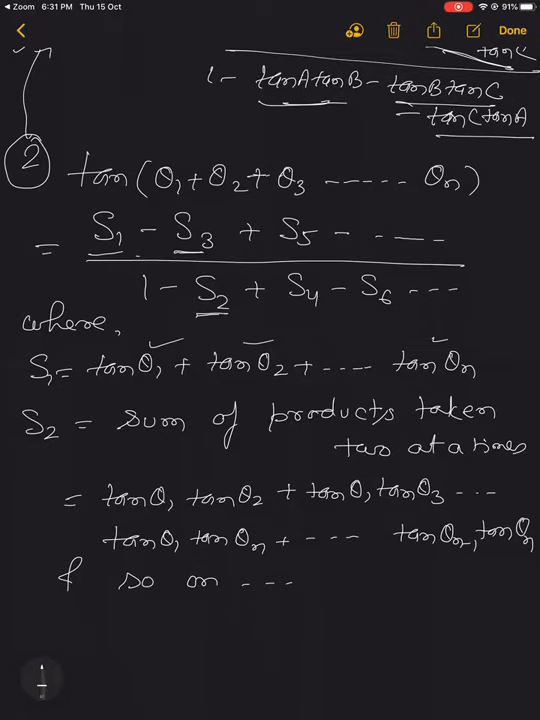 Zoom 6:31 PM Thu 15 Oct 91%
Done
tanC
1 - tanA tanB - tanB tanC
- tanC tanA
2 tan(θ1 + θ2 + θ3 ------ θn)
= S1 - S3 + S5 - ------
1 - S2 + S4 - S6 ---
where,
S1 = tanθ1 + tanθ2 + ---- tanθn
S2 = sum of products taken
two at a times
= tanθ1 tanθ2 + tanθ1 tanθ3 ---
tanθ1 tanθn + ---- tanθn-1 tanθn
& so on ---